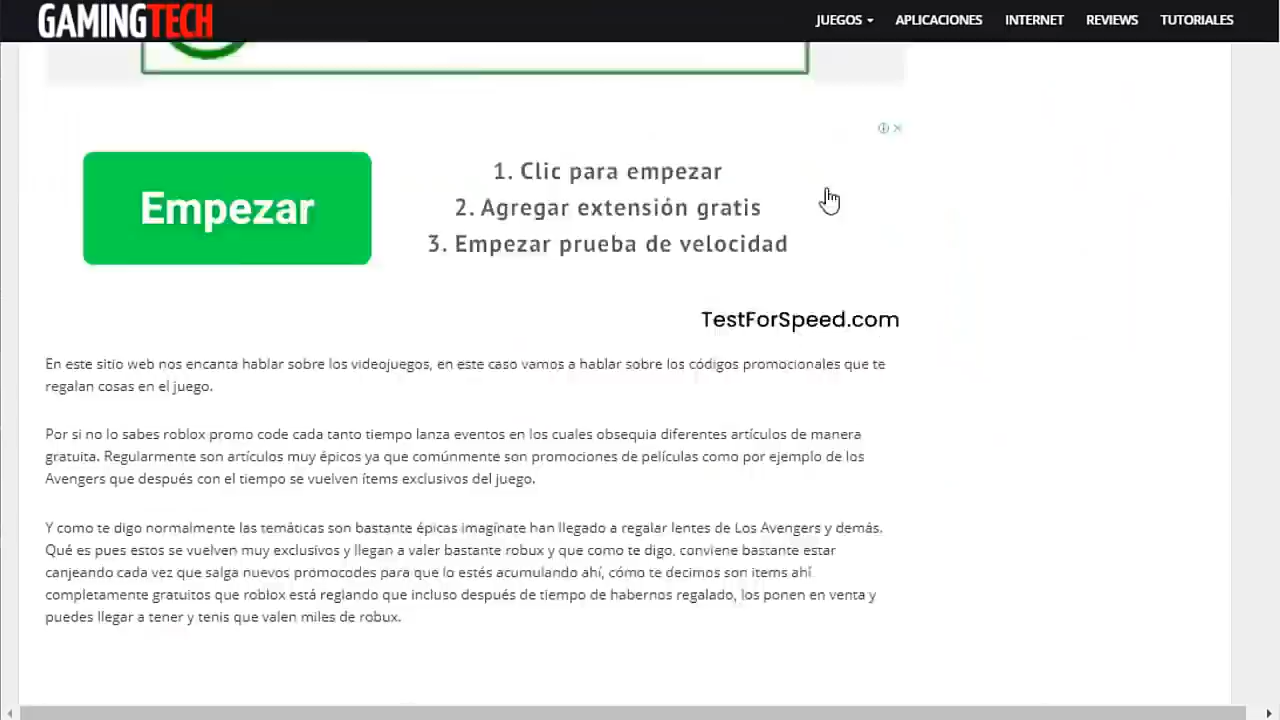 GAMINGTECH
JUEGOS APLICACIONES INTERNET REVIEWS TUTORIALES
Empezar
1. Clic para empezar
2. Agregar extensión gratis
3. Empezar prueba de velocidad
TestForSpeed.com
En este sitio web nos encanta hablar sobre los videojuegos, en este caso vamos a hablar sobre los códigos promocionales que te
regalan cosas en el juego.
Por si no lo sabes roblox promo code cada tanto tiempo lanza eventos en los cuales obsequia diferentes artículos de manera
gratuita. Regularmente son artículos muy épicos ya que comúnmente son promociones de películas como por ejemplo de los
Avengers que después con el tiempo se vuelven ítems exclusivos del juego.
Y como te digo normalmente las temáticas son bastante épicas imagínate han llegado a regalar lentes de Los Avengers y demás.
Qué es pues estos se vuelven muy exclusivos y llegan a valer bastante robux y que como te digo, conviene bastante estar
canjeando cada vez que salga nuevos promocodes para que lo estés acumulando ahí, cómo te decimos son items ahí
completamente gratuitos que roblox está reglando que incluso después de tiempo de habernos regalado, los ponen en venta y
puedes llegar a tener y tenis que valen miles de robux.